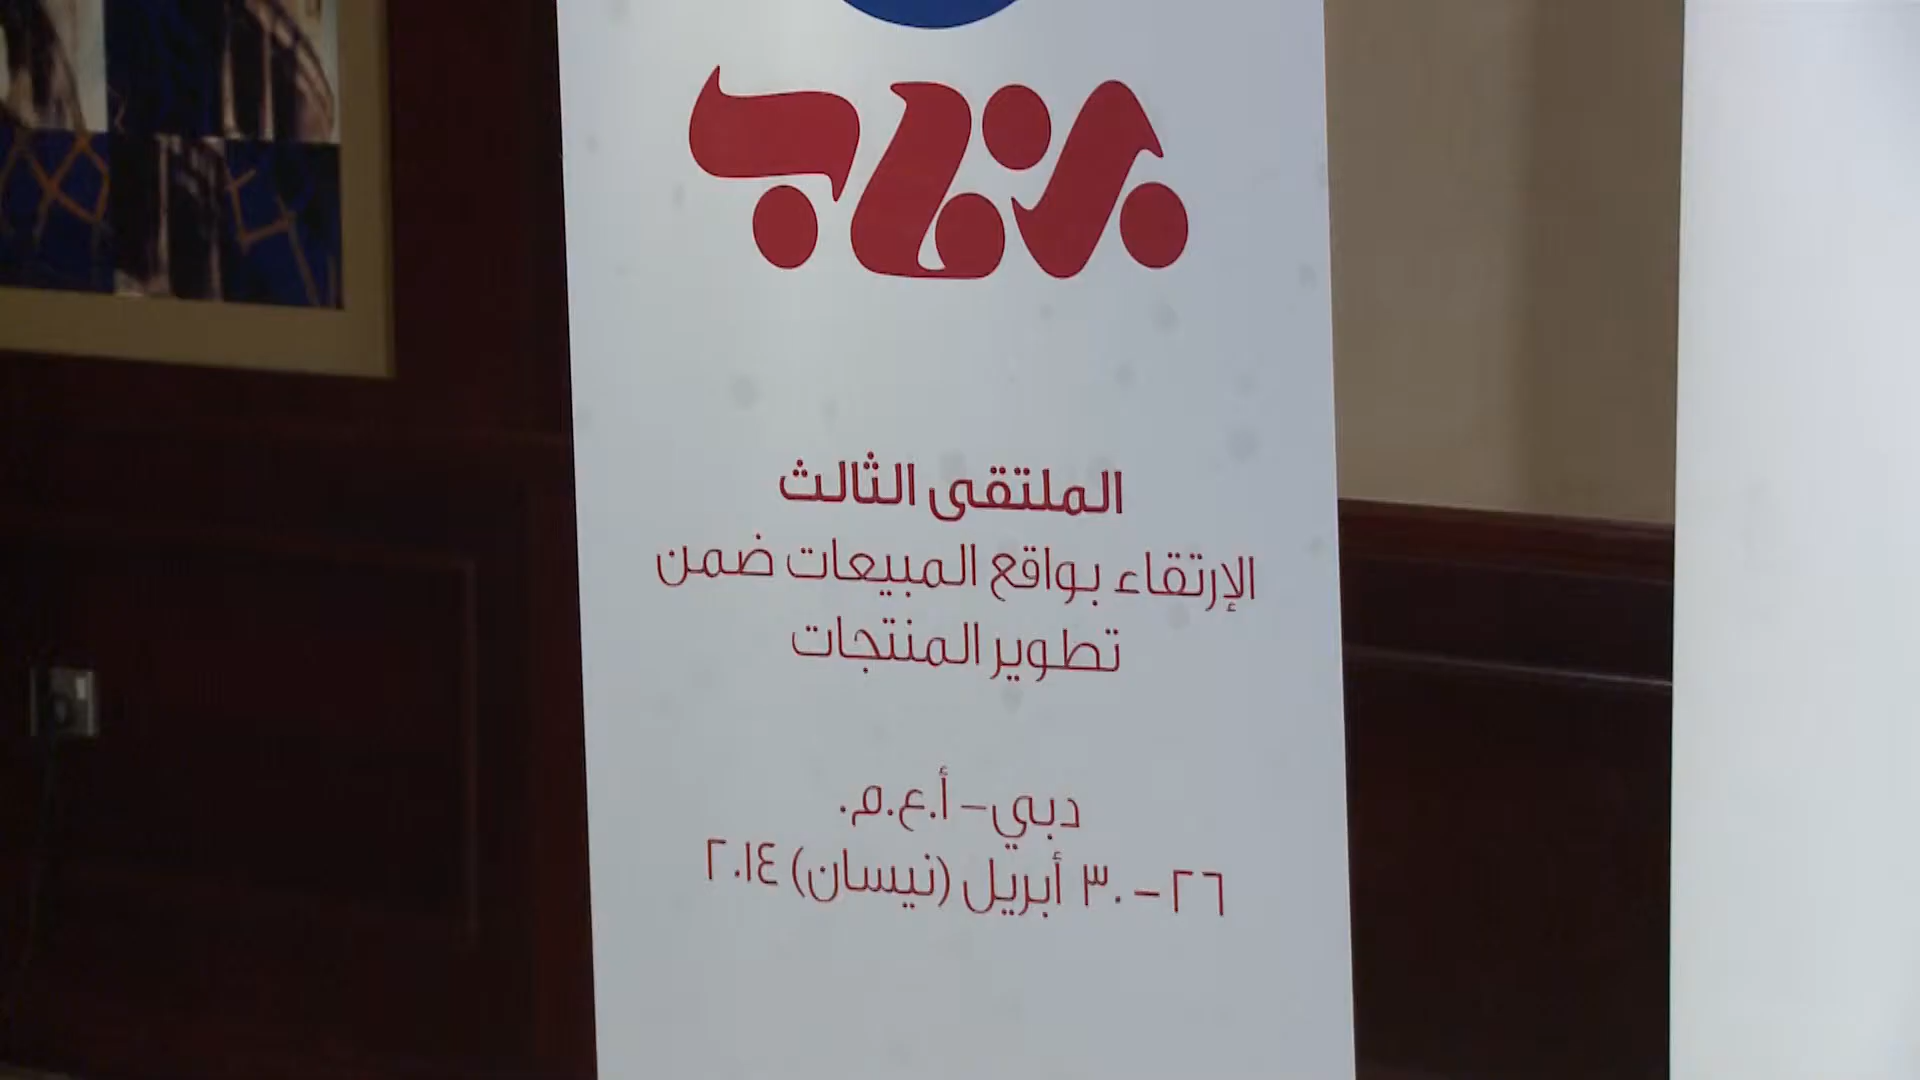 الملتقى الثالث
الإرتقاء بواقع المبيعات ضمن
تطوير المنتجات
دبي – أ.ع.م.
٢٦ – ٣٠ أبريل (نيسان) ٢٠١٤